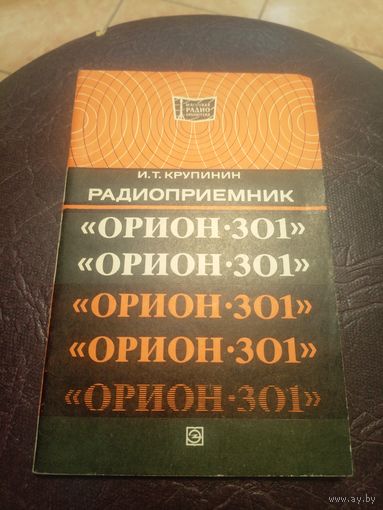 МАССОВАЯ
РАДИО
БИБЛИОТЕКА
И.Т. КРУПИНИН
РАДИОПРИЕМНИК
«ОРИОН·301»
«ОРИОН·301»
«ОРИОН·301»
«ОРИОН·301»
«ОРИОН·301»
www.ay.by